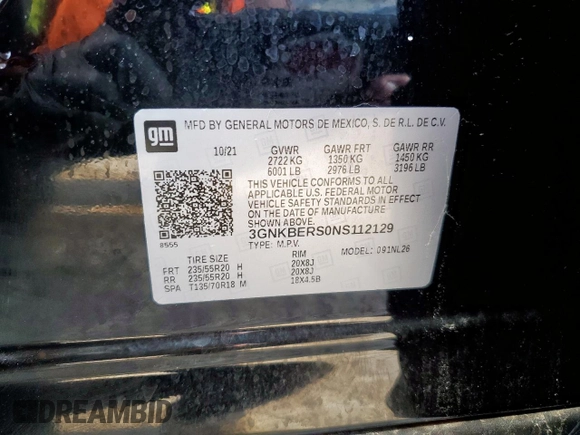 gm
MFD BY GENERAL MOTORS DE MEXICO, S. DE R.L. DE C.V.
10/21 GVWR GAWR FRT GAWR RR
2722 KG 1350 KG 1450 KG
6001 LB 2976 LB 3196 LB
THIS VEHICLE CONFORMS TO ALL
APPLICABLE U.S. FEDERAL MOTOR
VEHICLE SAFETY STANDARDS IN EFFECT
ON THE DATE OF MANUFACTURE
SHOWN ABOVE.
8555
3GNKBERS0NS112129
TYPE: M.P.V. MODEL: 091NL26
TIRE SIZE RIM
FRT 235/55R20 H 20X8J
RR 235/55R20 H 20X8J
SPA T135/70R18 M 18X4.5B
DREAMBID